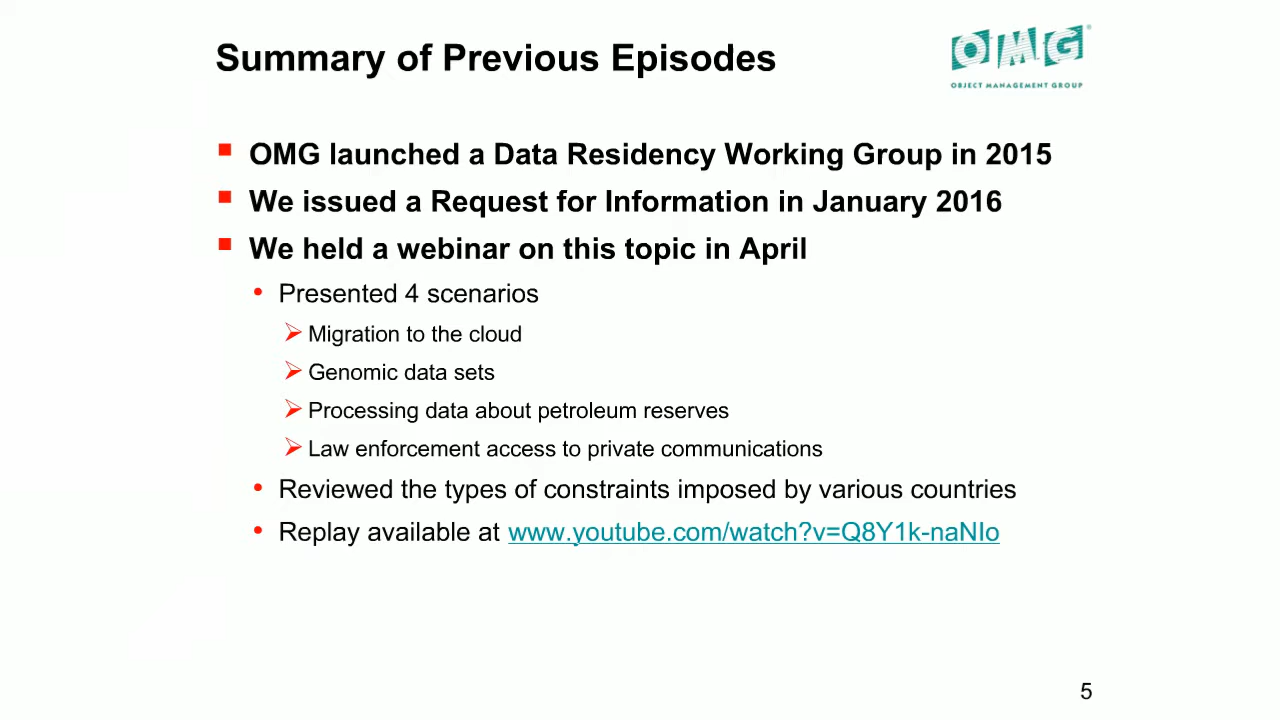 Summary of Previous Episodes
OMG
OBJECT MANAGEMENT GROUP
OMG launched a Data Residency Working Group in 2015
We issued a Request for Information in January 2016
We held a webinar on this topic in April
Presented 4 scenarios
Migration to the cloud
Genomic data sets
Processing data about petroleum reserves
Law enforcement access to private communications
Reviewed the types of constraints imposed by various countries
Replay available at www.youtube.com/watch?v=Q8Y1k-naNIo
5